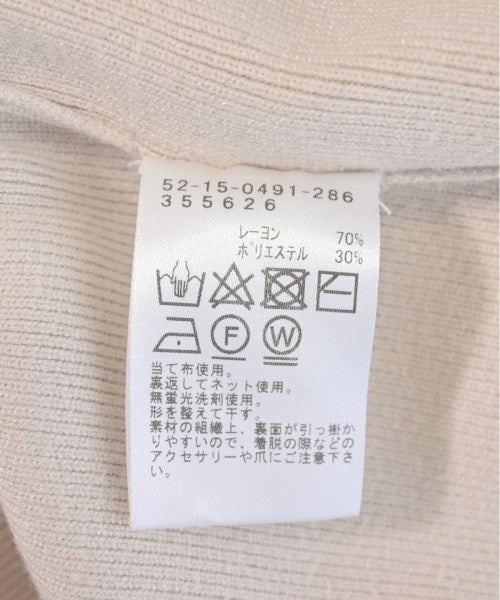 52-15-0491-286
355626
レーヨン 70%
ポリエステル 30%
F W
当て布使用。
裏返してネット使用。
無蛍光洗剤使用。
形を整えて干す。
素材の組織上、裏面が引っ掛か
りやすいので、着脱の際などの
アクセサリーや爪にご注意下さ
い。